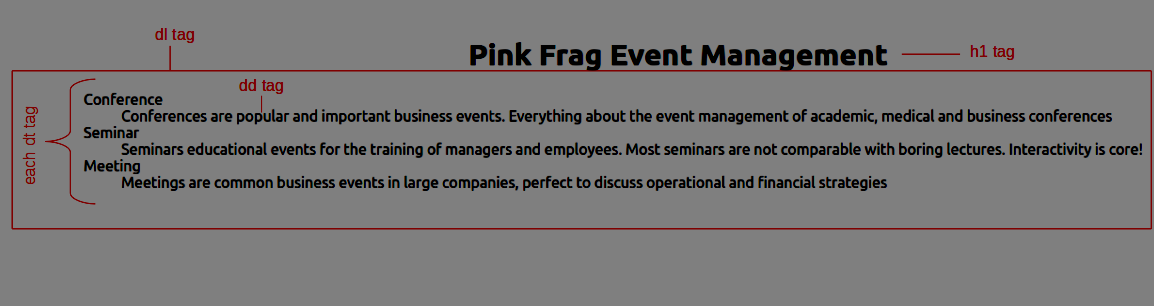 dl tag
Pink Frag Event Management
h1 tag
dd tag
each dt tag
Conference
Conferences are popular and important business events. Everything about the event management of academic, medical and business conferences
Seminar
Seminars educational events for the training of managers and employees. Most seminars are not comparable with boring lectures. Interactivity is core!
Meeting
Meetings are common business events in large companies, perfect to discuss operational and financial strategies